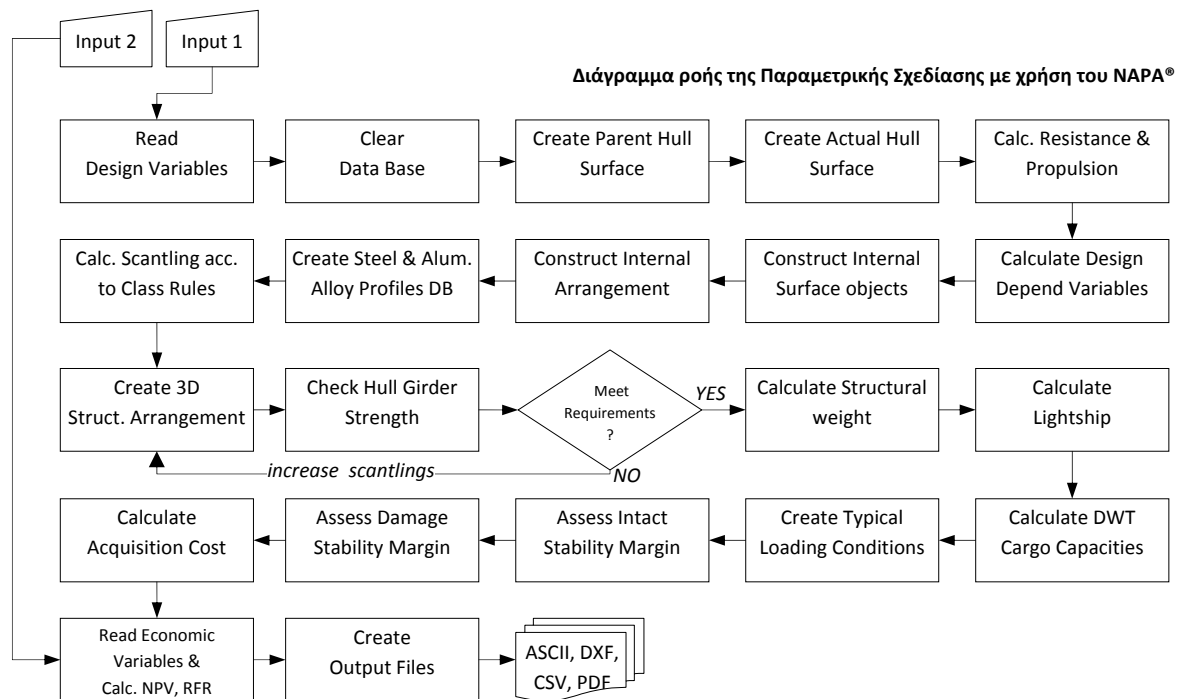 Input 2
Input 1
Διάγραμμα ροής της Παραμετρικής Σχεδίασης με χρήση του NAPA®
Read
Design Variables
Clear
Data Base
Create Parent Hull
Surface
Create Actual Hull
Surface
Calc. Resistance &
Propulsion
Calc. Scantling acc.
to Class Rules
Create Steel & Alum.
Alloy Profiles DB
Construct Internal
Arrangement
Construct Internal
Surface objects
Calculate Design
Depend Variables
Create 3D
Struct. Arrangement
Check Hull Girder
Strength
Meet
Requirements
?
YES
NO
increase scantlings
Calculate Structural
weight
Calculate
Lightship
Calculate
Acquisition Cost
Assess Damage
Stability Margin
Assess Intact
Stability Margin
Create Typical
Loading Conditions
Calculate DWT
Cargo Capacities
Read Economic
Variables &
Calc. NPV, RFR
Create
Output Files
ASCII, DXF,
CSV, PDF